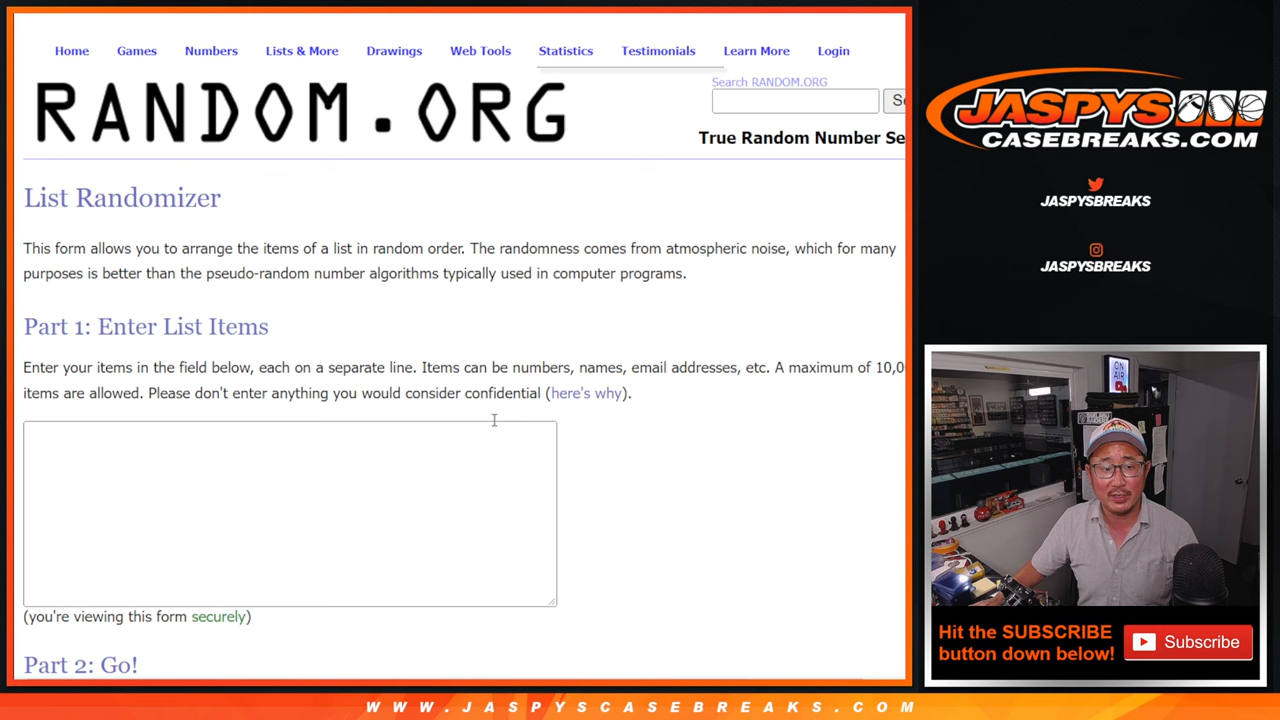 Home Games Numbers Lists & More Drawings Web Tools Statistics Testimonials Learn More Login
RANDOM.ORG
Search RANDOM.ORG
True Random Number Se
List Randomizer
This form allows you to arrange the items of a list in random order. The randomness comes from atmospheric noise, which for many
purposes is better than the pseudo-random number algorithms typically used in computer programs.
Part 1: Enter List Items
Enter your items in the field below, each on a separate line. Items can be numbers, names, email addresses, etc. A maximum of 10,0
items are allowed. Please don't enter anything you would consider confidential (here's why).
(you're viewing this form securely)
Part 2: Go!
JASPYS
CASEBREAKS.COM
JASPYSBREAKS
JASPYSBREAKS
ON
AIR
Hit the SUBSCRIBE
button down below!
Subscribe
WWW.JASPYSCASEBREAKS.COM